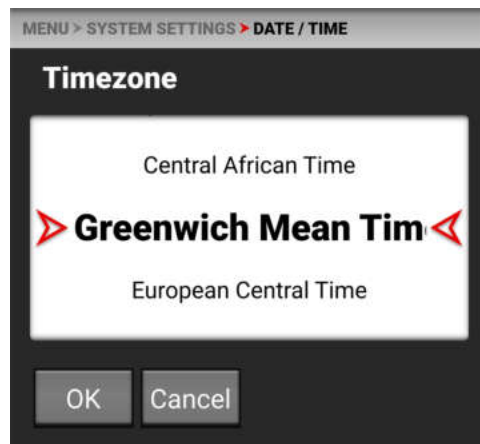 MENU > SYSTEM SETTINGS > DATE / TIME
Timezone
Central African Time
Greenwich Mean Tim
European Central Time
OK Cancel